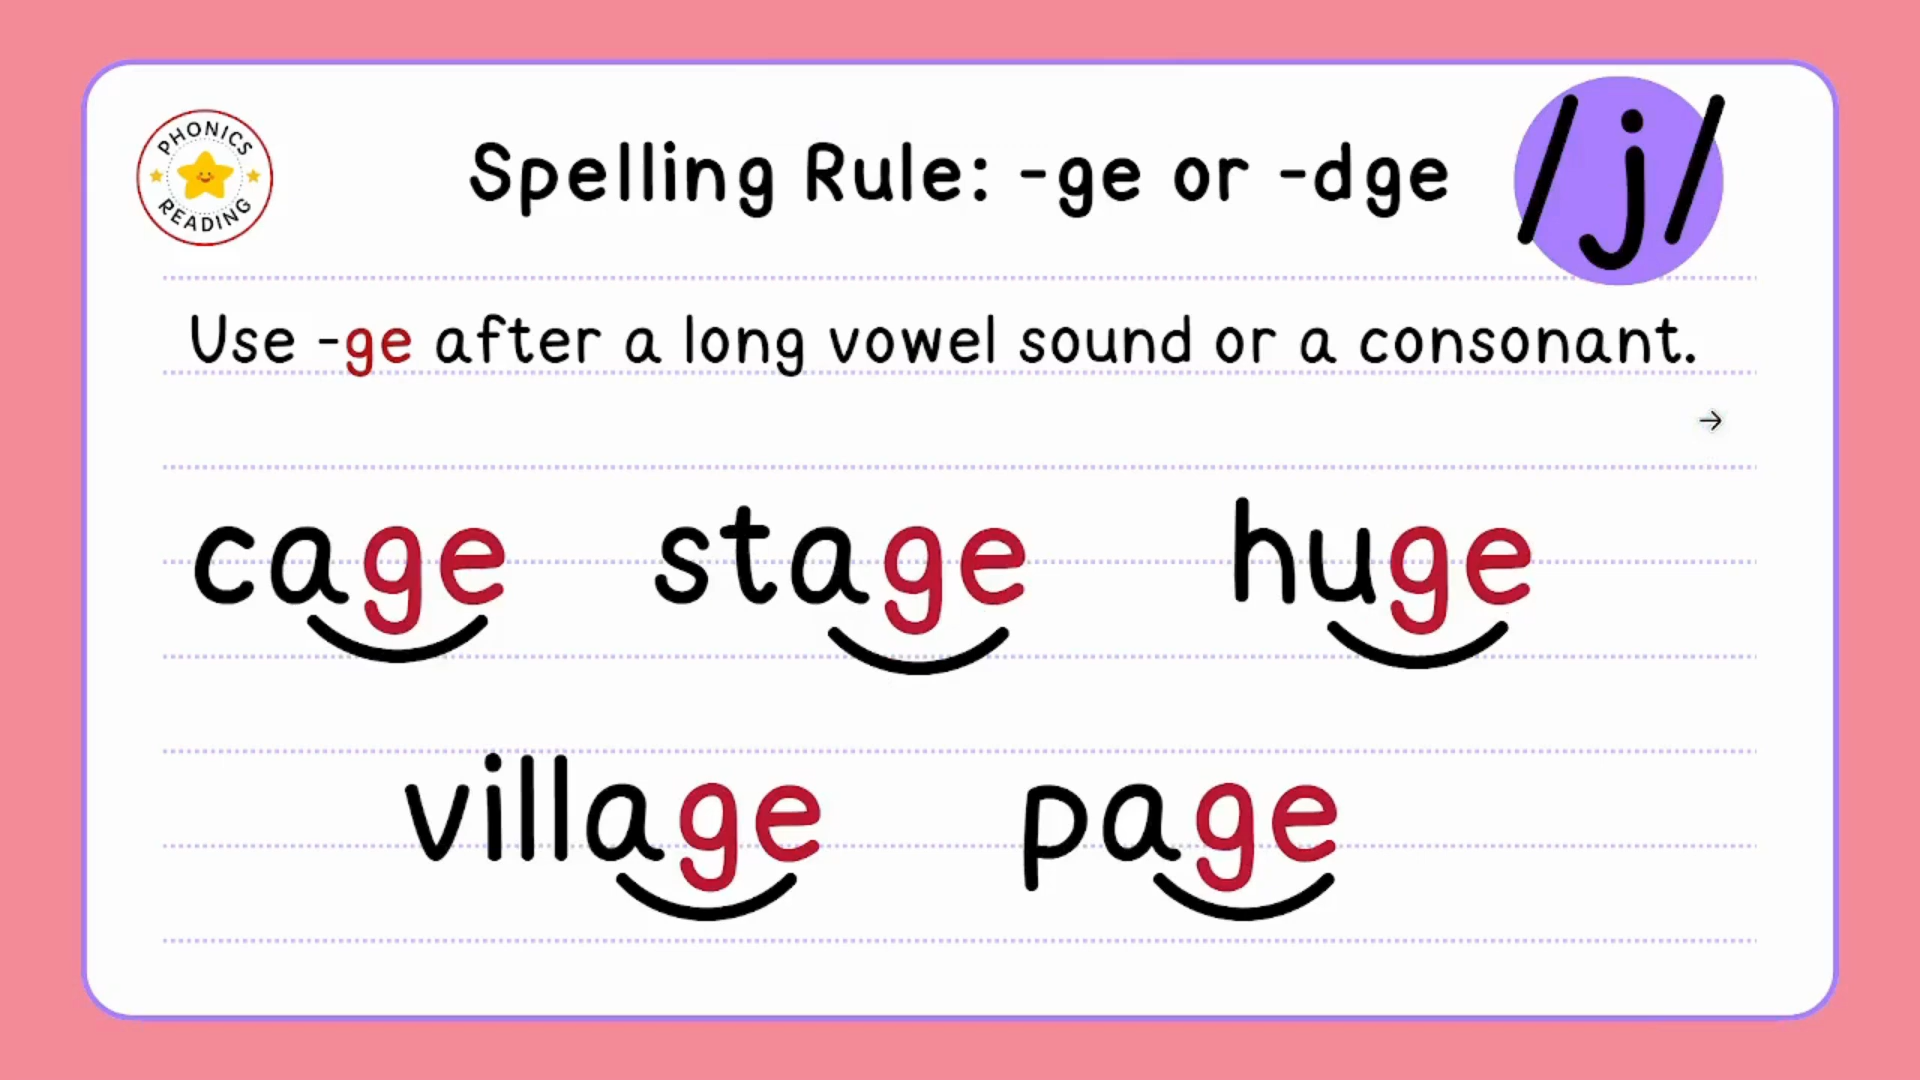 PHONICS
READING
Spelling Rule: -ge or -dge
/j/
Use -ge after a long vowel sound or a consonant.
→
cage stage huge
village page